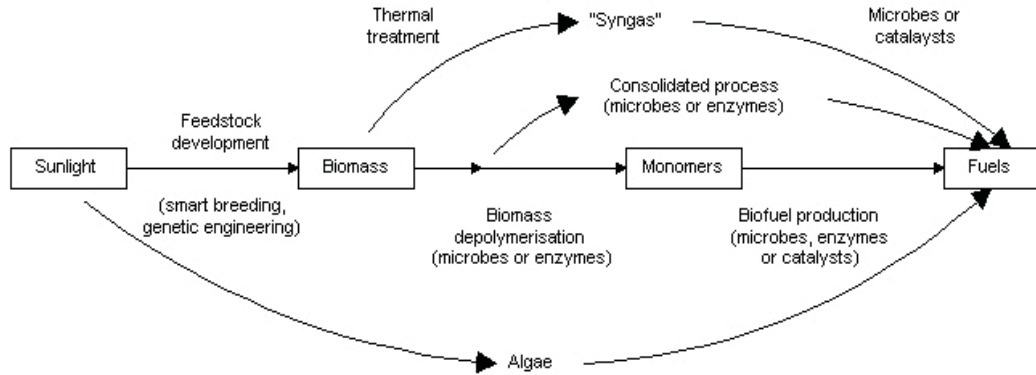 Thermal
treatment
"Syngas"
Microbes or
catalaysts
Consolidated process
(microbes or enzymes)
Feedstock
development
Sunlight
Biomass
Monomers
Fuels
(smart breeding,
genetic engineering)
Biomass
depolymerisation
(microbes or enzymes)
Biofuel production
(microbes, enzymes
or catalysts)
Algae